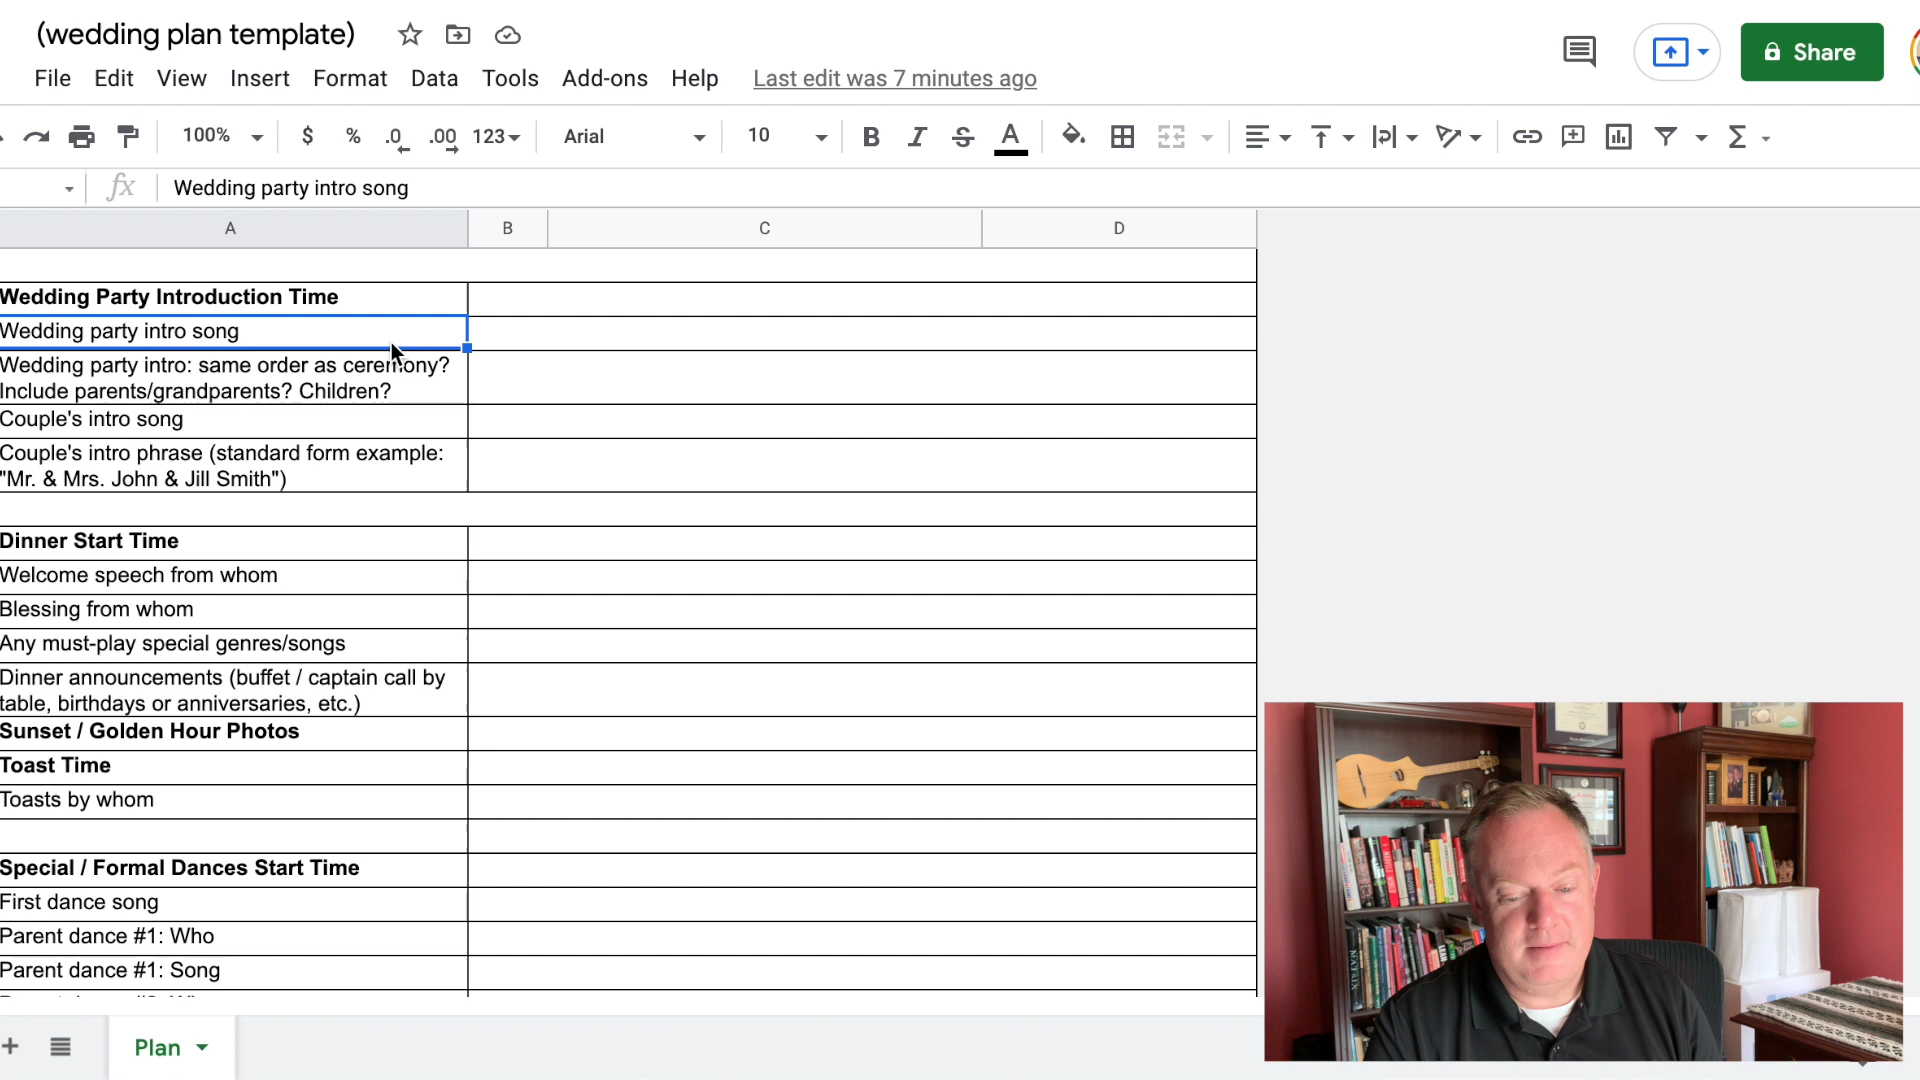 (wedding plan template)
File Edit View Insert Format Data Tools Add-ons Help Last edit was 7 minutes ago
Share
100% $ % .0 .00 123 Arial 10 B I S A
fx Wedding party intro song
A B C D
Wedding Party Introduction Time
Wedding party intro song
Wedding party intro: same order as ceremony?
Include parents/grandparents? Children?
Couple's intro song
Couple's intro phrase (standard form example:
"Mr. & Mrs. John & Jill Smith")
Dinner Start Time
Welcome speech from whom
Blessing from whom
Any must-play special genres/songs
Dinner announcements (buffet / captain call by
table, birthdays or anniversaries, etc.)
Sunset / Golden Hour Photos
Toast Time
Toasts by whom
Special / Formal Dances Start Time
First dance song
Parent dance #1: Who
Parent dance #1: Song
Plan
MATRIX